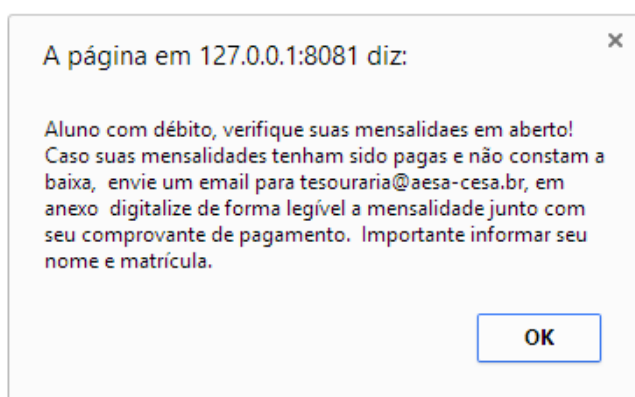 A página em 127.0.0.1:8081 diz:
Aluno com débito, verifique suas mensalidaes em aberto!
Caso suas mensalidades tenham sido pagas e não constam a
baixa,  envie um email para tesouraria@aesa-cesa.br, em
anexo  digitalize de forma legível a mensalidade junto com
seu comprovante de pagamento.  Importante informar seu
nome e matrícula.
OK